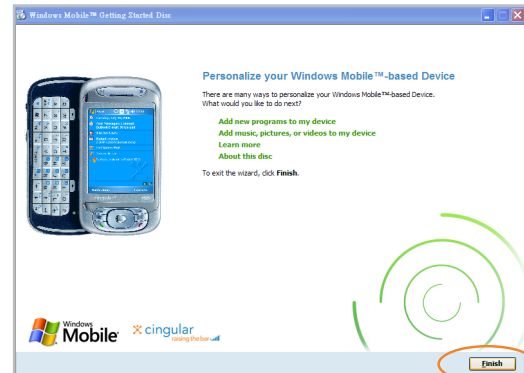 Windows Mobile™ Getting Started Disc
Personalize your Windows Mobile™-based Device
There are many ways to personalize your Windows Mobile™-based Device.
What would you like to do next?
Add new programs to my device
Add music, pictures, or videos to my device
Learn more
About this disc
To exit the wizard, click Finish.
Windows
Mobile
cingular
raising the bar
Finish